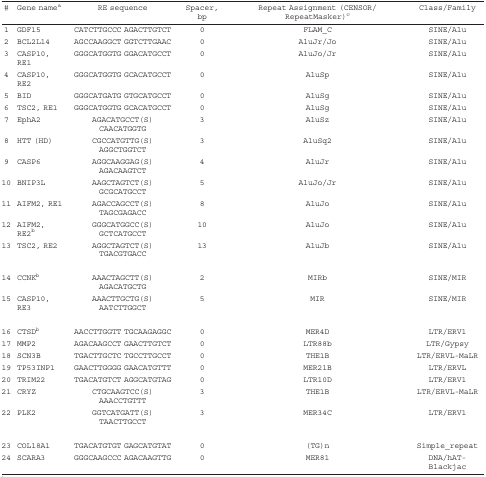 # Gene name^a RE sequence Spacer, Repeat Assignment (CENSOR/ Class/Family
bp RepeatMasker)^c
1 GDF15 CATCTTGCCC AGACTTGTCT 0 FLAM_C SINE/Alu
2 BCL2L14 AGCCAAGGCT GGTCTTGAAC 0 AluJr/Jo SINE/Alu
3 CASP10, GGGCATGGTG GGACATGCCT 0 AluJo/Jr SINE/Alu
RE1
4 CASP10, GGGCATGGTG GCACATGCCT 0 AluSp SINE/Alu
RE2
5 BID GGGCATGATG GTGCATGCCT 0 AluSg SINE/Alu
6 TSC2, RE1 GGGCATGGTG GCACATGCCT 0 AluSg SINE/Alu
7 EphA2 AGACATGCCT(S) 3 AluSz SINE/Alu
CAACATGGTG
8 HTT (HD) CGCCATGTTG(S) 3 AluSq2 SINE/Alu
AGGCTGGTCT
9 CASP6 AGGCAAGGAG(S) 4 AluJr SINE/Alu
AGACAAGTCT
10 BNIP3L AAGCTAGTCT(S) 5 AluJo/Jr SINE/Alu
GCGCATGCCT
11 AIFM2, RE1 AGACCAGCCT(S) 8 AluJo SINE/Alu
TAGCGAGACC
12 AIFM2, GGGCATGGCC(S) 10 AluJo SINE/Alu
RE2^b GCTCATGCCT
13 TSC2, RE2 AGGCTAGTCT(S) 13 AluJb SINE/Alu
TGACGTGACC
14 CCNK^b AAACTAGCTT(S) 2 MIRb SINE/MIR
AGACATGCTG
15 CASP10, AAACTTGCTG(S) 5 MIR SINE/MIR
RE3 AATCTTGGCT
16 CTSD^b AACCTTGGTT TGCAAGAGGC 0 MER4D LTR/ERV1
17 MMP2 AGACAAGCCT GAACTTGTCT 0 LTR88b LTR/Gypsy
18 SCN3B TGACTTGCTC TGCCTTGCCT 0 THE1B LTR/ERVL-MaLR
19 TP53INP1 GAACTTGGGG GAACATGTTT 0 MER21B LTR/ERVL
20 TRIM22 TGACATGTCT AGGCATGTAG 0 LTR10D LTR/ERV1
21 CRYZ CTGCAAGTCC(S) 3 THE1B LTR/ERVL-MaLR
AAACCTGTTT
22 PLK2 GGTCATGATT(S) 3 MER34C LTR/ERV1
TAACTTGCCT
23 COL18A1 TGACATGTGT GAGCATGTAT 0 (TG)n Simple_repeat
24 SCARA3 GGGCAAGCCC AGACAAGTTG 0 MER81 DNA/hAT-
Blackjac